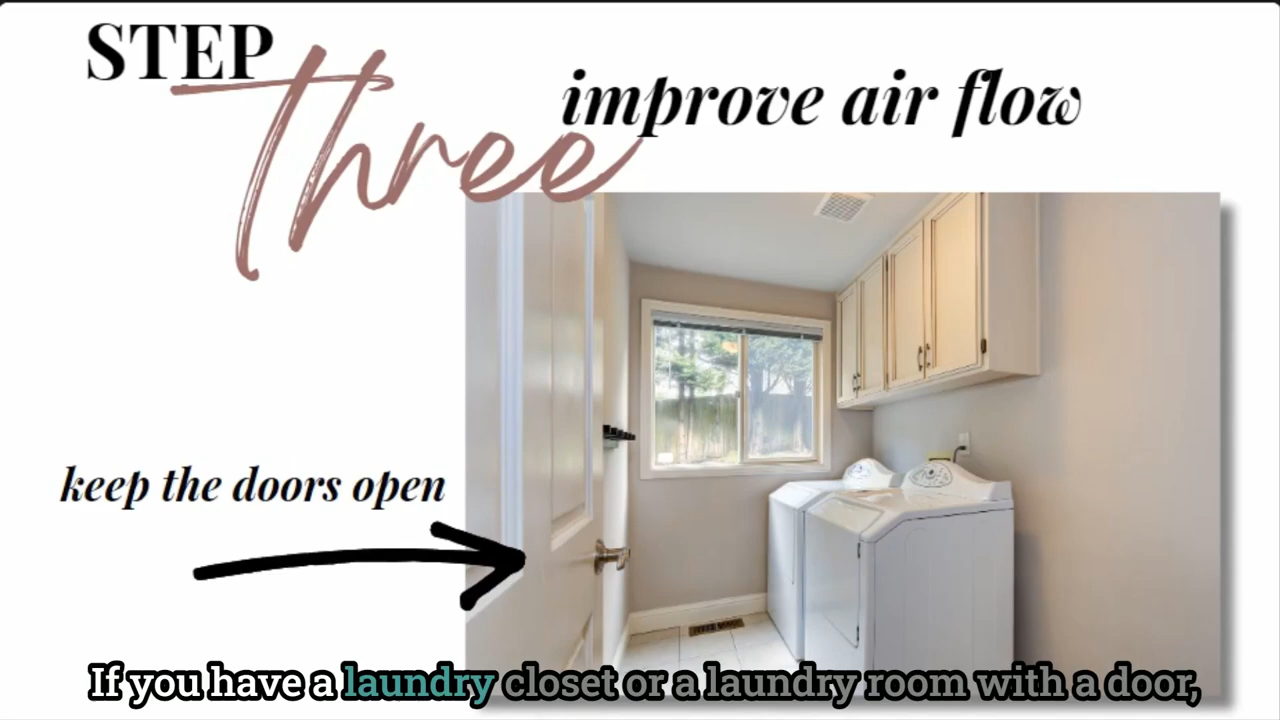 STEP
three
improve air flow
keep the doors open
If you have a laundry closet or a laundry room with a door,